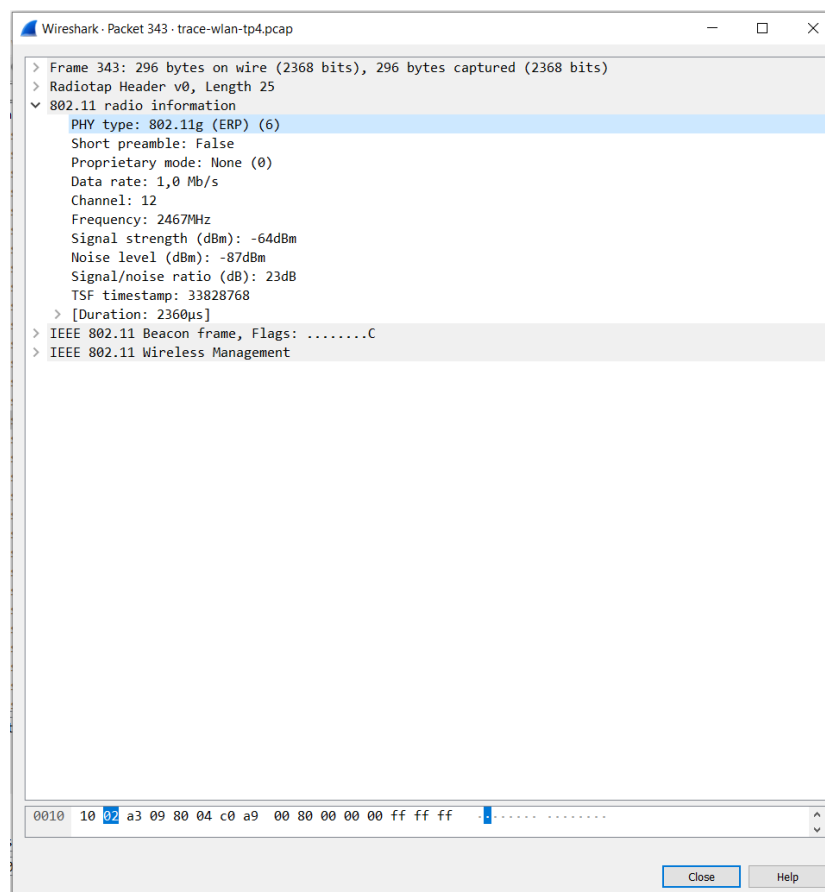 Wireshark · Packet 343 · trace-wlan-tp4.pcap
Frame 343: 296 bytes on wire (2368 bits), 296 bytes captured (2368 bits)
Radiotap Header v0, Length 25
802.11 radio information
PHY type: 802.11g (ERP) (6)
Short preamble: False
Proprietary mode: None (0)
Data rate: 1,0 Mb/s
Channel: 12
Frequency: 2467MHz
Signal strength (dBm): -64dBm
Noise level (dBm): -87dBm
Signal/noise ratio (dB): 23dB
TSF timestamp: 33828768
[Duration: 2360µs]
IEEE 802.11 Beacon frame, Flags: ........C
IEEE 802.11 Wireless Management
0010 10 02 a3 09 80 04 c0 a9 00 80 00 00 00 ff ff ff ········ ········
Close Help